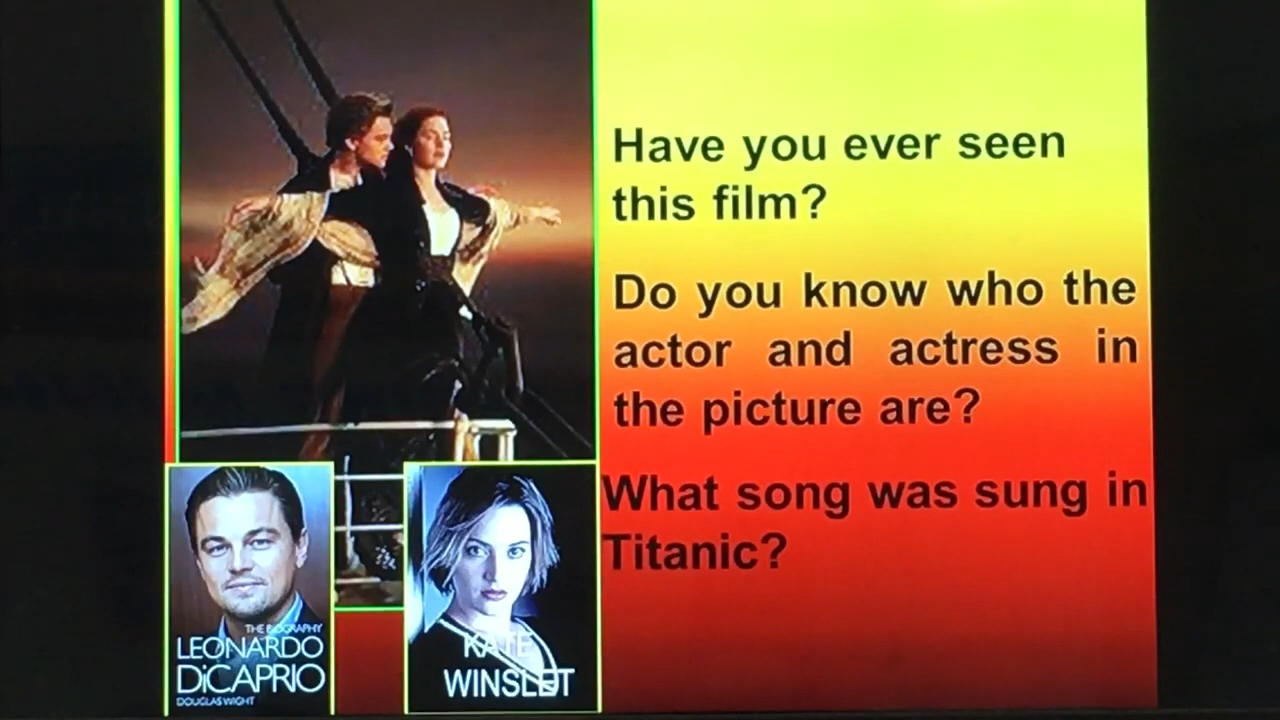 Have you ever seen
this film?
Do you know who the
actor and actress in
the picture are?
What song was sung in
Titanic?
THE BIOGRAPHY
LEONARDO
DiCAPRIO
DOUGLAS WIGHT
KATE
WINSLET